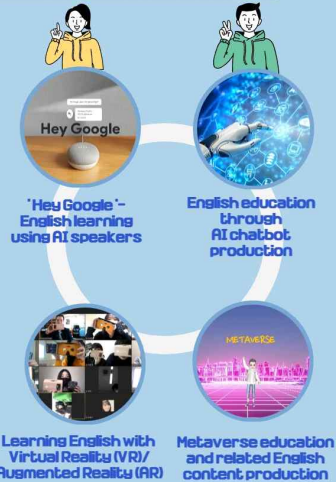 Hey Google
"Hey Google"-
English learning
using AI speakers
English education
through
AI chatbot
production
METAVERSE
Learning English with
Virtual Reality (VR)/
Augmented Reality (AR)
Metaverse education
and related English
content production